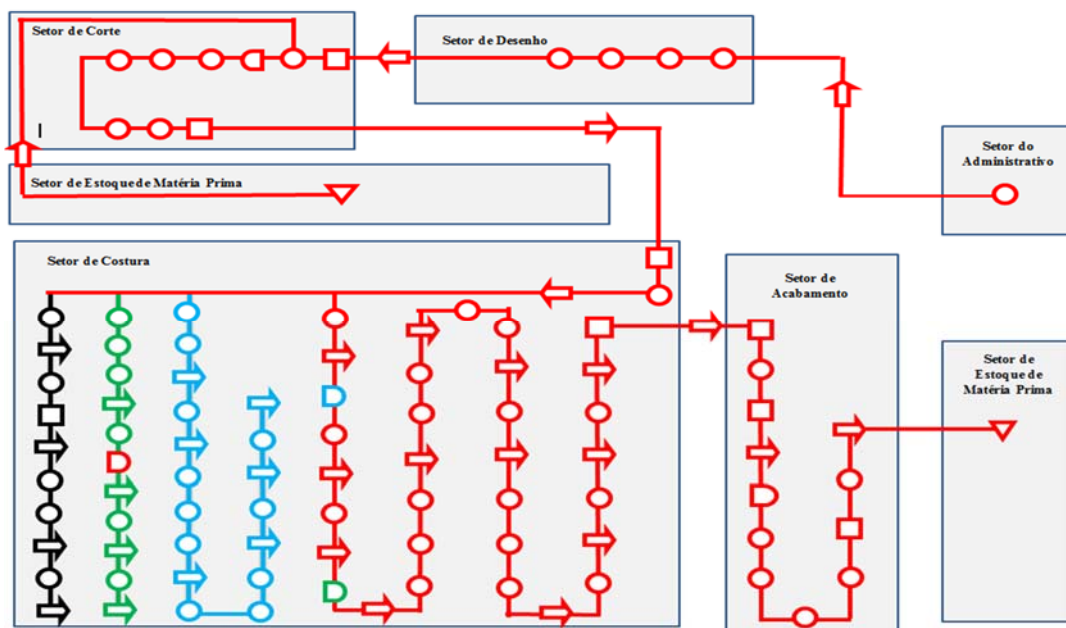 Setor de Corte
Setor de Desenho
Setor do
Administrativo
Setor de Estoque de Matéria Prima
Setor de Costura
Setor de
Acabamento
Setor de
Estoque de
Matéria Prima